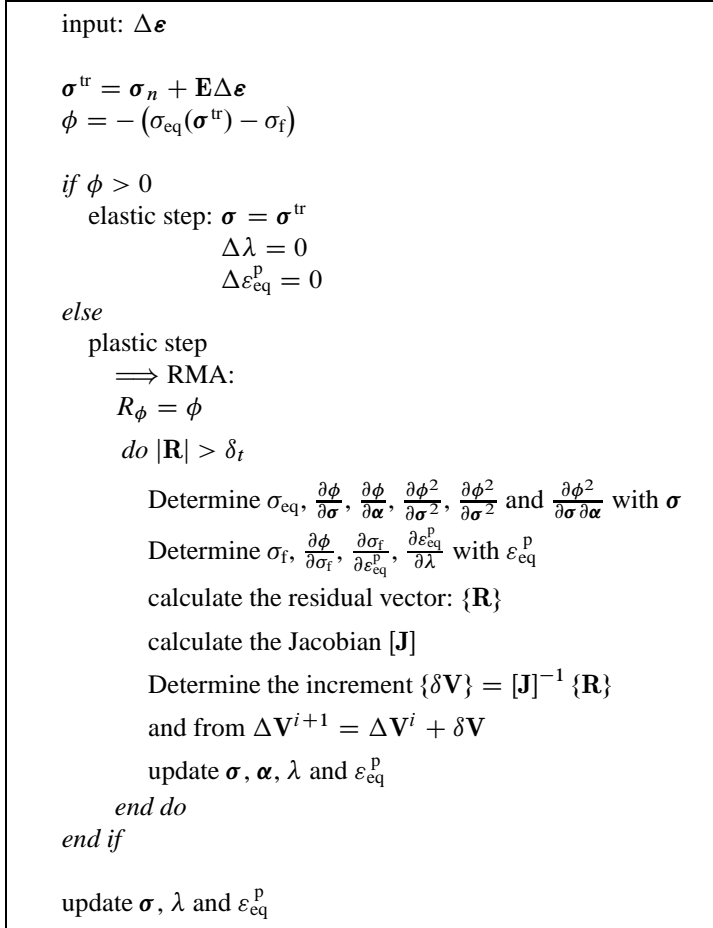 input: Δ𝛆
𝛔^tr = 𝛔_n + 𝐄Δ𝛆
ϕ = − (σ_eq(𝛔^tr) − σ_f)
if ϕ > 0
elastic step: 𝛔 = 𝛔^tr
Δλ = 0
Δε_eq^p = 0
else
plastic step
⟹ RMA:
R_ϕ = ϕ
do |𝐑| > δ_t
Determine σ_eq, ∂ϕ/∂𝛔, ∂ϕ/∂𝛂, ∂ϕ²/∂𝛔², ∂ϕ²/∂𝛔² and ∂ϕ²/∂𝛔∂𝛂 with 𝛔
Determine σ_f, ∂ϕ/∂σ_f, ∂σ_f/∂ε_eq^p, ∂ε_eq^p/∂λ with ε_eq^p
calculate the residual vector: {𝐑}
calculate the Jacobian [𝐉]
Determine the increment {δ𝐕} = [𝐉]^−1 {𝐑}
and from Δ𝐕^i+1 = Δ𝐕^i + δ𝐕
update 𝛔, 𝛂, λ and ε_eq^p
end do
end if
update 𝛔, λ and ε_eq^p